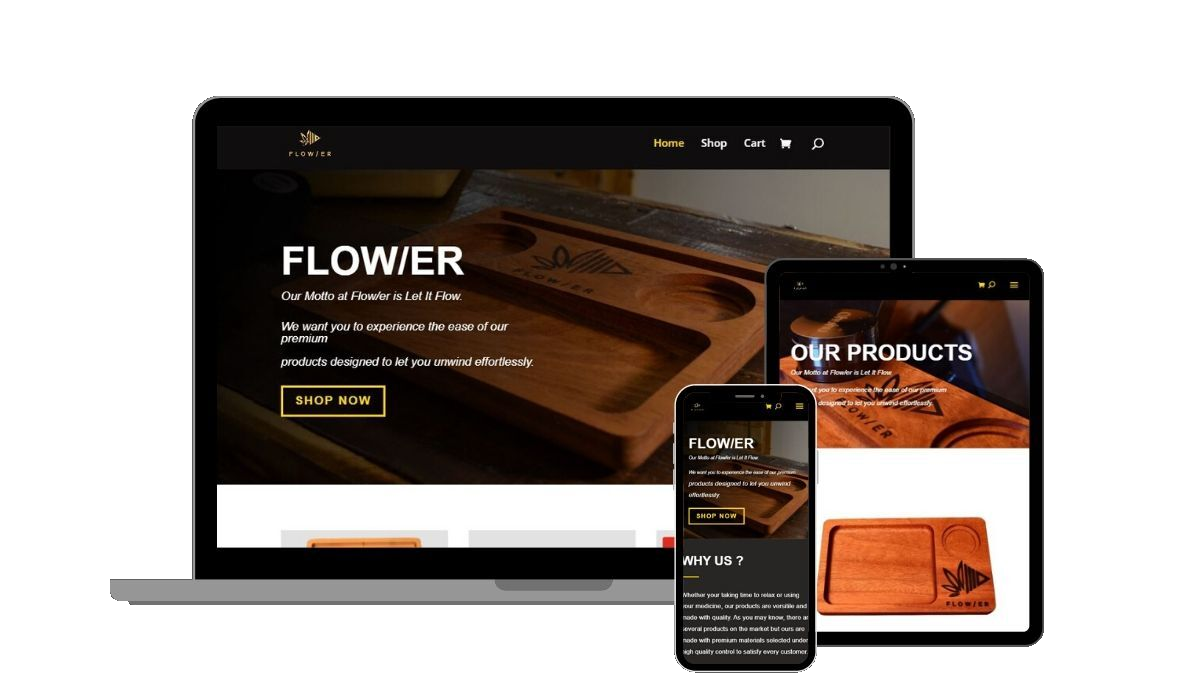 FLOW/ER
Home Shop Cart
FLOW/ER
FLOW/ER
Our Motto at Flow/er is Let It Flow.
We want you to experience the ease of our
premium
products designed to let you unwind effortlessly.
SHOP NOW
OUR PRODUCTS
Our Motto at Flow/er is Let It Flow
you to experience the ease of our premium
designed to let you unwind effortlessly.
FLOW/ER
FLOW/ER
Our Motto at Flow/er is Let It Flow.
We want you to experience the ease of our premium
products designed to let you unwind
effortlessly.
SHOP NOW
WHY US ?
Whether your taking time to relax or using
your medicine, our products are verstile and
made with quality. As you may know, there ar
several products on the market but ours are
made with premium materials selected under
high quality control to satisfy every customer.
FLOW/ER